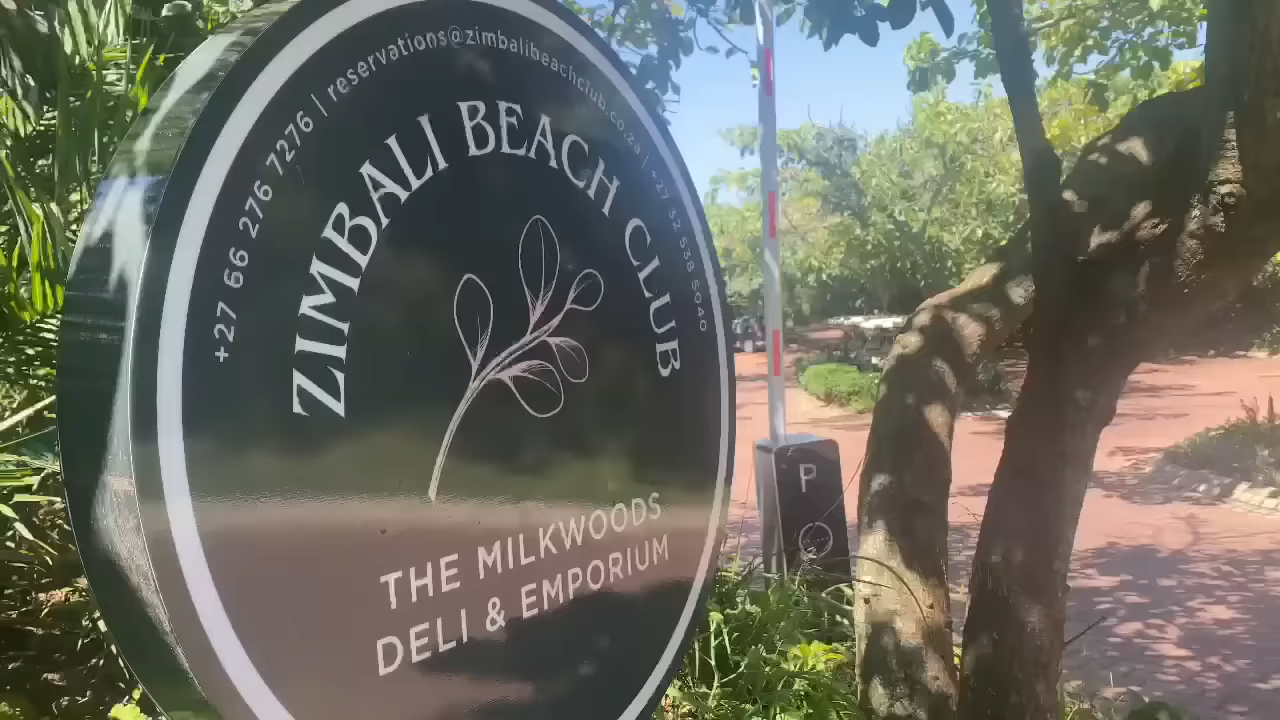 +27 66 276 7276 | reservations@zimbalibeachclub.co.za | +27 32 538 5040
ZIMBALI BEACH CLUB
THE MILKWOODS
DELI & EMPORIUM
P